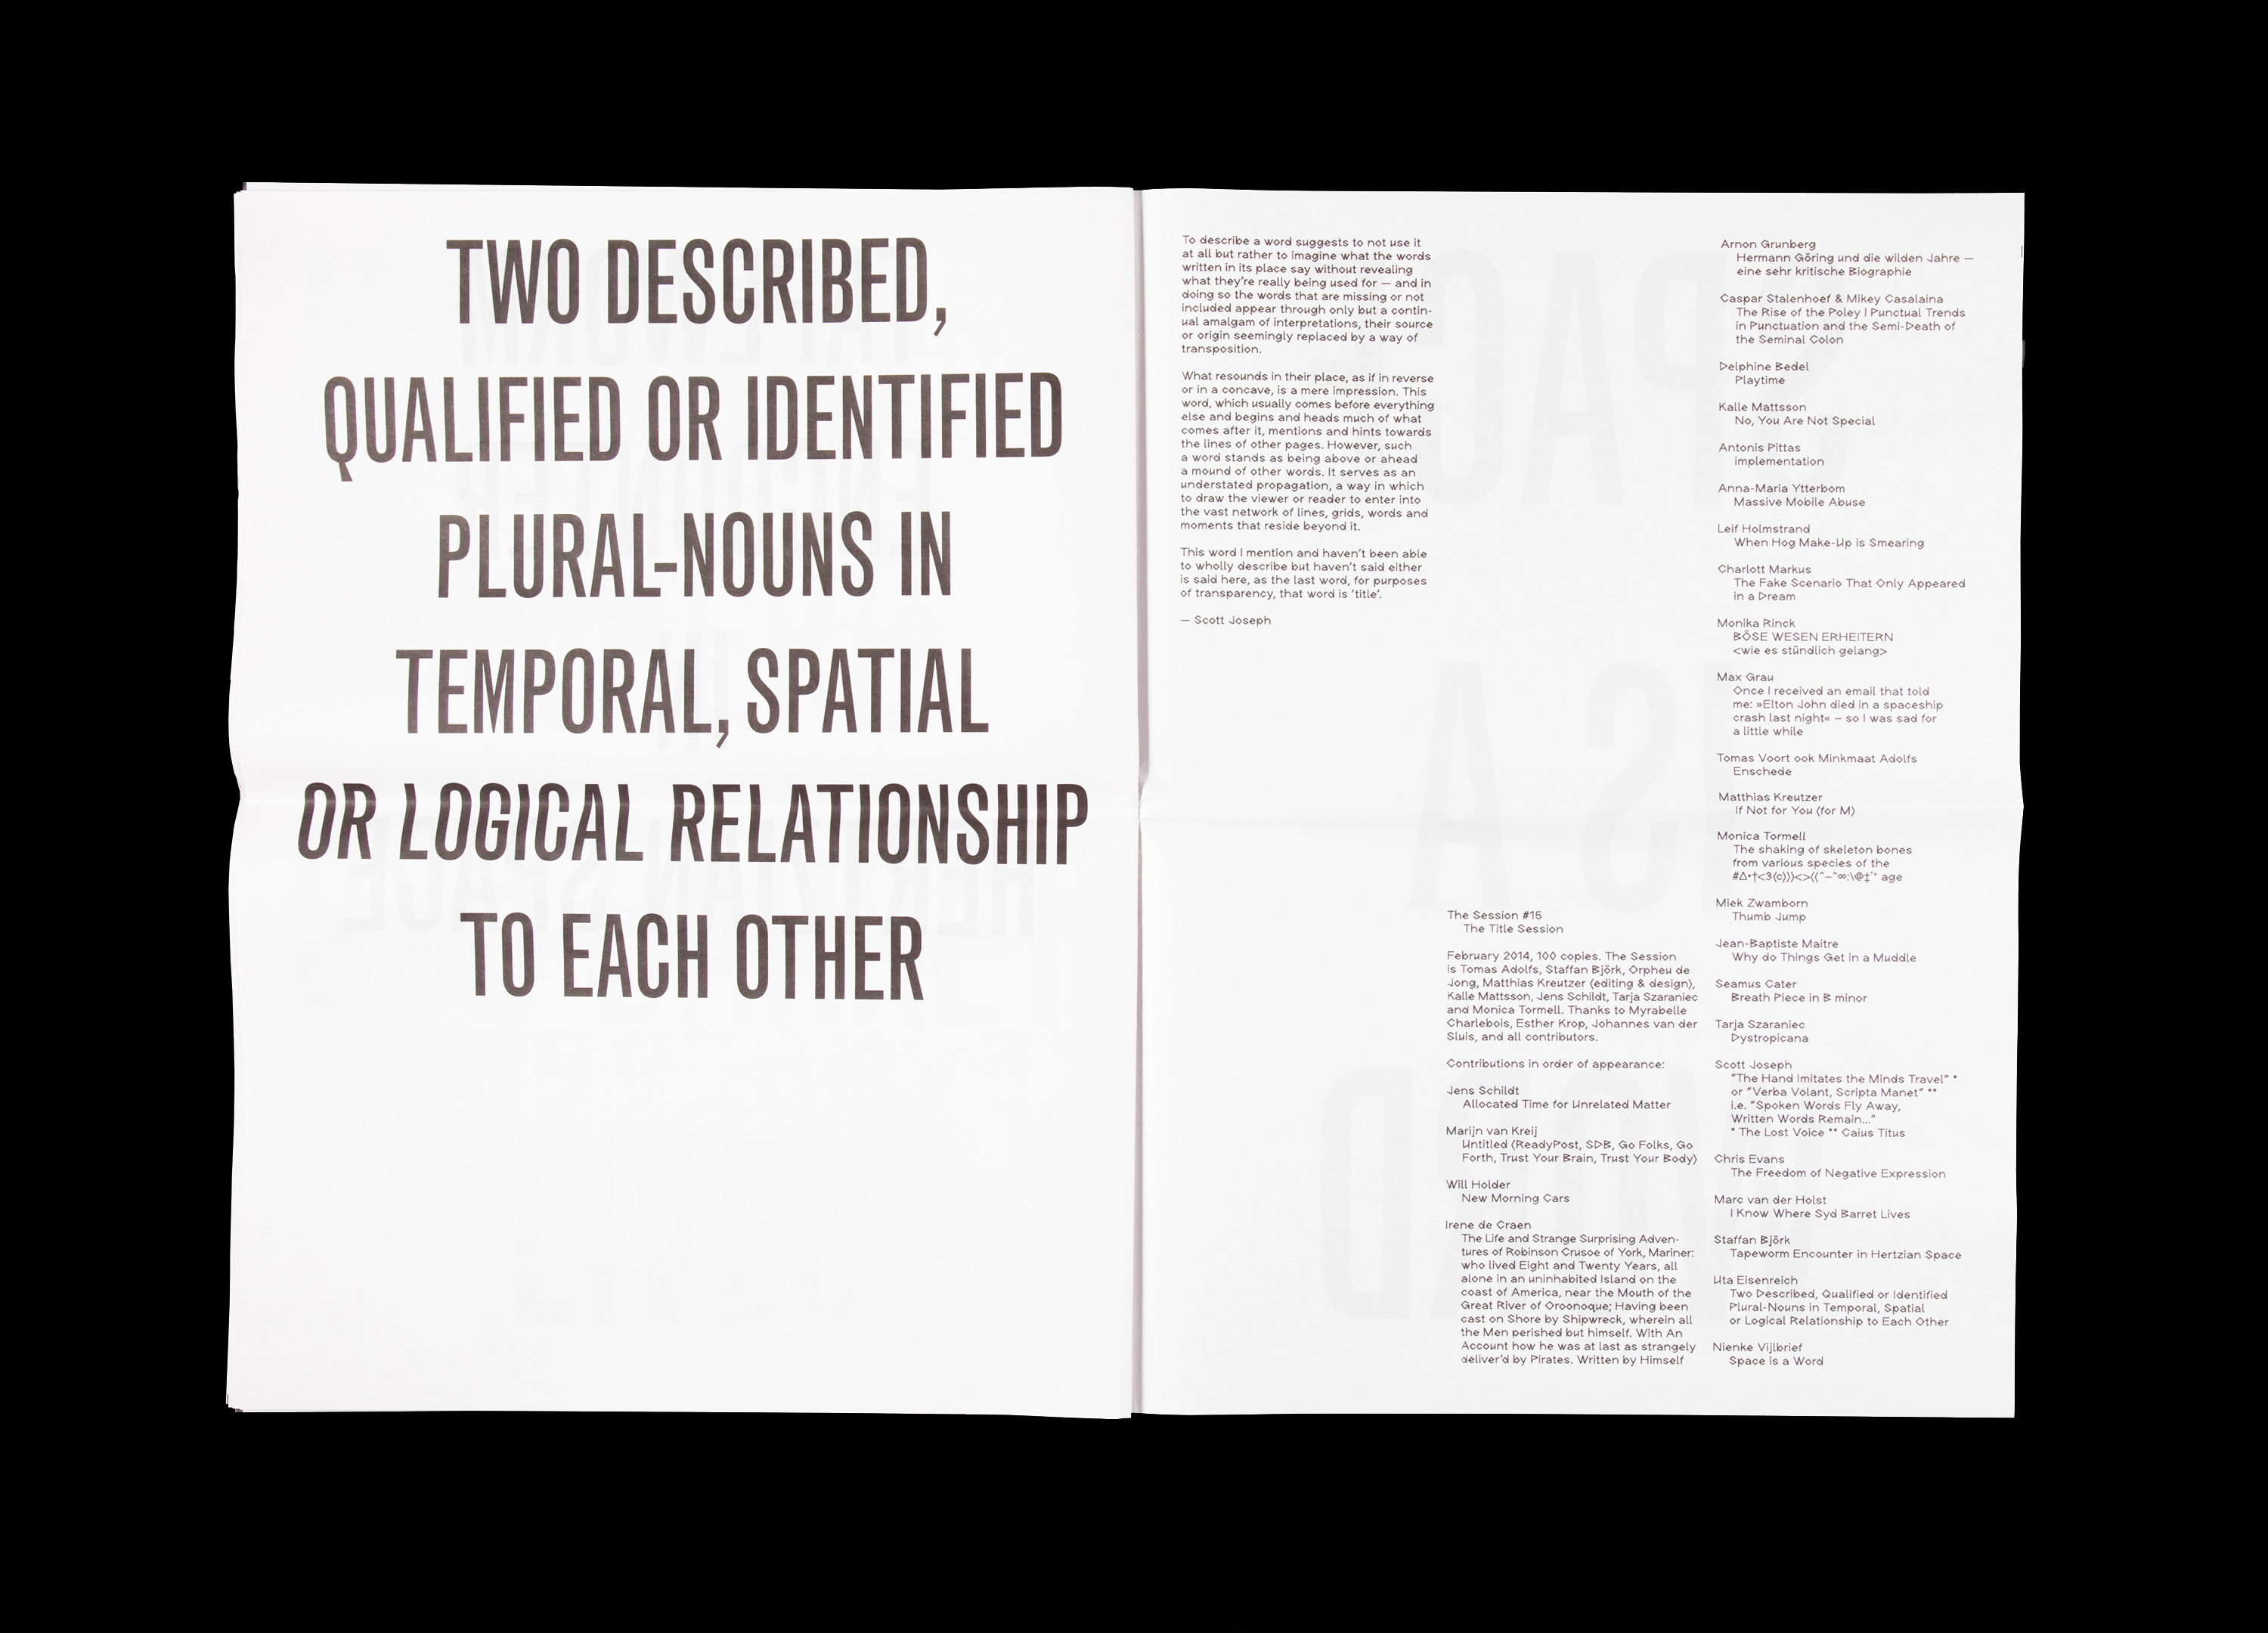 TWO DESCRIBED,
QUALIFIED OR IDENTIFIED
PLURAL-NOUNS IN
TEMPORAL, SPATIAL
OR LOGICAL RELATIONSHIP
TO EACH OTHER
To describe a word suggests to not use it
at all but rather to imagine what the words
written in its place say without revealing
what they're really being used for — and in
doing so the words that are missing or not
included appear through only but a contin-
ual amalgam of interpretations, their source
or origin seemingly replaced by a way of
transposition.
What resounds in their place, as if in reverse
or in a concave, is a mere impression. This
word, which usually comes before everything
else and begins and heads much of what
comes after it, mentions and hints towards
the lines of other pages. However, such
a word stands as being above or ahead
a mound of other words. It serves as an
understated propagation, a way in which
to draw the viewer or reader to enter into
the vast network of lines, grids, words and
moments that reside beyond it.
This word I mention and haven't been able
to wholly describe but haven't said either
is said here, as the last word, for purposes
of transparency, that word is 'title'.
— Scott Joseph
The Session #15
The Title Session
February 2014, 100 copies. The Session
is Tomas Adolfs, Staffan Björk, Orpheu de
Jong, Matthias Kreutzer (editing & design),
Kalle Mattsson, Jens Schildt, Tarja Szaraniec
and Monica Tormell. Thanks to Myrabelle
Charlebois, Esther Krop, Johannes van der
Sluis, and all contributors.
Contributions in order of appearance:
Jens Schildt
Allocated Time for Unrelated Matter
Marijn van Kreij
Untitled (ReadyPost, SDB, Go Folks, Go
Forth, Trust Your Brain, Trust Your Body)
Will Holder
New Morning Cars
Irene de Craen
The Life and Strange Surprising Adven-
tures of Robinson Crusoe of York, Mariner:
who lived Eight and Twenty Years, all
alone in an uninhabited Island on the
coast of America, near the Mouth of the
Great River of Oroonoque; Having been
cast on Shore by Shipwreck, wherein all
the Men perished but himself. With An
Account how he was at last as strangely
deliver'd by Pirates. Written by Himself
Arnon Grunberg
Hermann Göring und die wilden Jahre —
eine sehr kritische Biographie
Caspar Stalenhoef & Mikey Casalaina
The Rise of the Poley | Punctual Trends
in Punctuation and the Semi-Death of
the Seminal Colon
Delphine Bedel
Playtime
Kalle Mattsson
No, You Are Not Special
Antonis Pittas
implementation
Anna-Maria Ytterbom
Massive Mobile Abuse
Leif Holmstrand
When Hog Make-Up is Smearing
Charlott Markus
The Fake Scenario That Only Appeared
in a Dream
Monika Rinck
BÖSE WESEN ERHEITERN
<wie es stündlich gelang>
Max Grau
Once I received an email that told
me: »Elton John died in a spaceship
crash last night« – so I was sad for
a little while
Tomas Voort ook Minkmaat Adolfs
Enschede
Matthias Kreutzer
If Not for You (for M)
Monica Tormell
The shaking of skeleton bones
from various species of the
age
Miek Zwamborn
Thumb Jump
Jean-Baptiste Maitre
Why do Things Get in a Muddle
Seamus Cater
Breath Piece in B minor
Tarja Szaraniec
Dystropicana
Scott Joseph
"The Hand Imitates the Minds Travel" *
or "Verba Volant, Scripta Manet" **
i.e. "Spoken Words Fly Away,
Written Words Remain..."
* The Lost Voice ** Caius Titus
Chris Evans
The Freedom of Negative Expression
Marc van der Holst
I Know Where Syd Barret Lives
Staffan Björk
Tapeworm Encounter in Hertzian Space
Uta Eisenreich
Two Described, Qualified or Identified
Plural-Nouns in Temporal, Spatial
or Logical Relationship to Each Other
Nienke Vijlbrief
Space is a Word